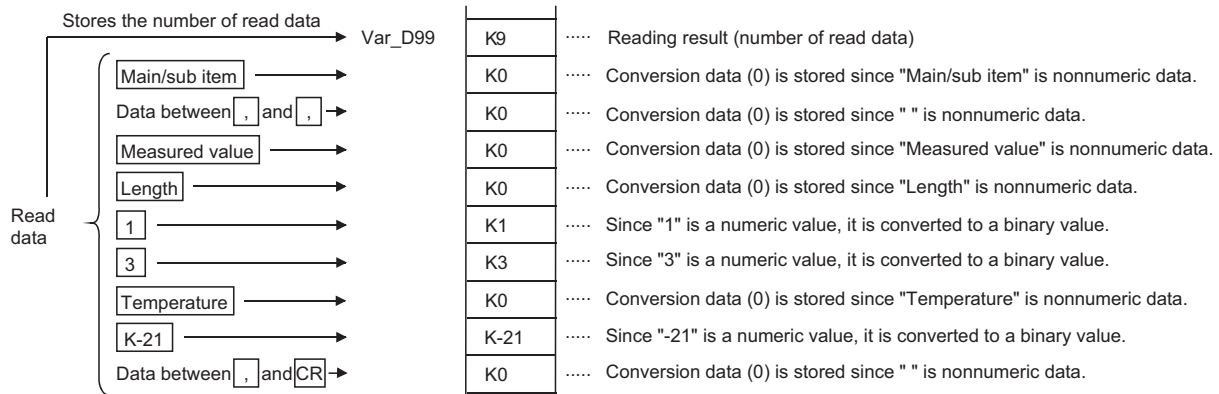 Stores the number of read data
Var_D99 K9 ····· Reading result (number of read data)
Main/sub item K0 ····· Conversion data (0) is stored since "Main/sub item" is nonnumeric data.
Data between , and , K0 ····· Conversion data (0) is stored since " " is nonnumeric data.
Measured value K0 ····· Conversion data (0) is stored since "Measured value" is nonnumeric data.
Length K0 ····· Conversion data (0) is stored since "Length" is nonnumeric data.
Read data
1 K1 ····· Since "1" is a numeric value, it is converted to a binary value.
3 K3 ····· Since "3" is a numeric value, it is converted to a binary value.
Temperature K0 ····· Conversion data (0) is stored since "Temperature" is nonnumeric data.
K-21 K-21 ····· Since "-21" is a numeric value, it is converted to a binary value.
Data between , and CR K0 ····· Conversion data (0) is stored since " " is nonnumeric data.